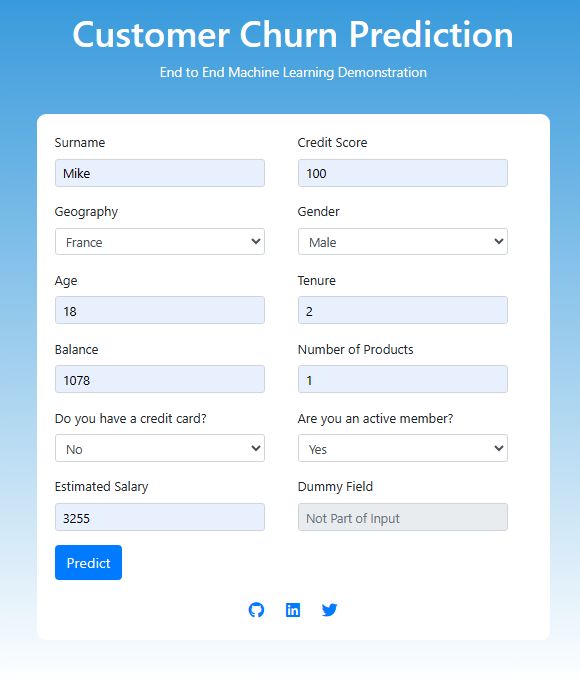 Customer Churn Prediction
End to End Machine Learning Demonstration
Surname
Credit Score
Mike
100
Geography
Gender
France
Male
Age
Tenure
18
2
Balance
Number of Products
1078
1
Do you have a credit card?
Are you an active member?
No
Yes
Estimated Salary
Dummy Field
3255
Not Part of Input
Predict